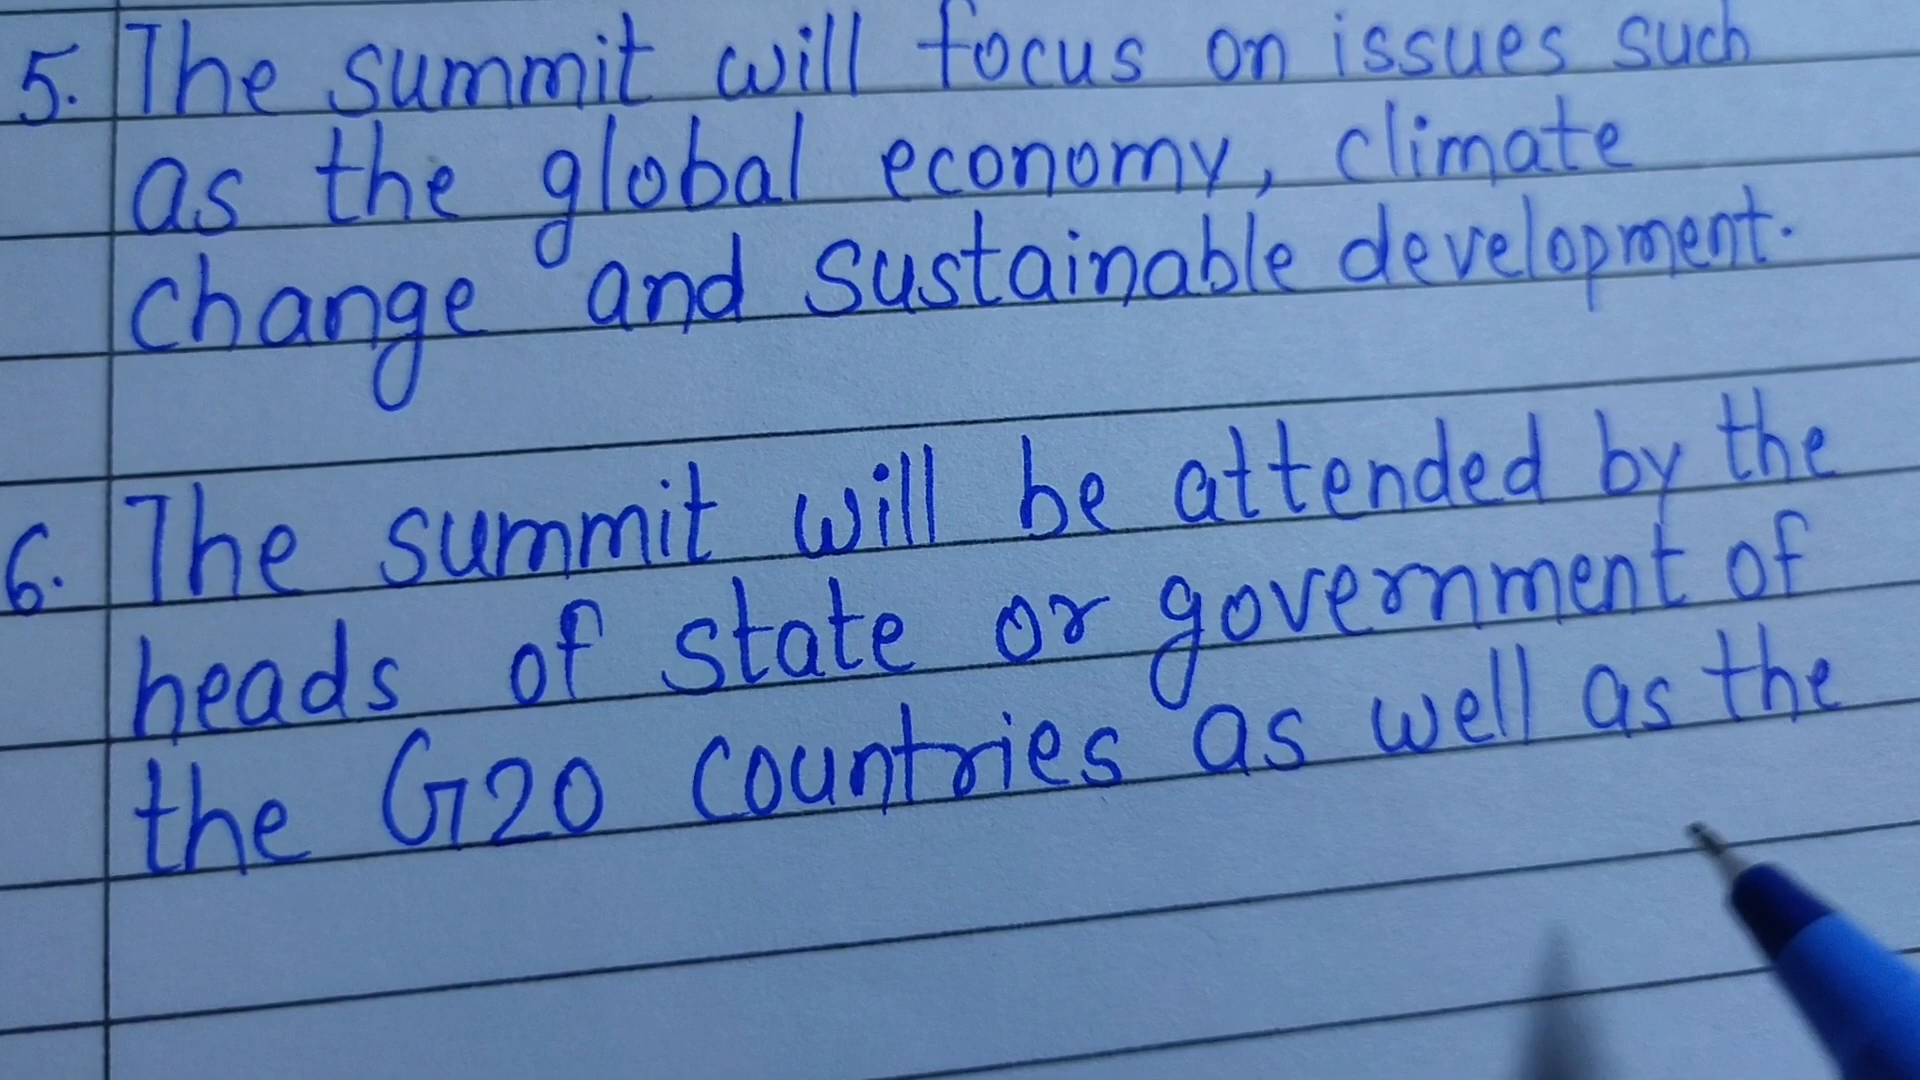 5. The summit will focus on issues such
as the global economy, climate
change and sustainable development.
6. The summit will be attended by the
heads of state or government of
the G20 countries as well as the